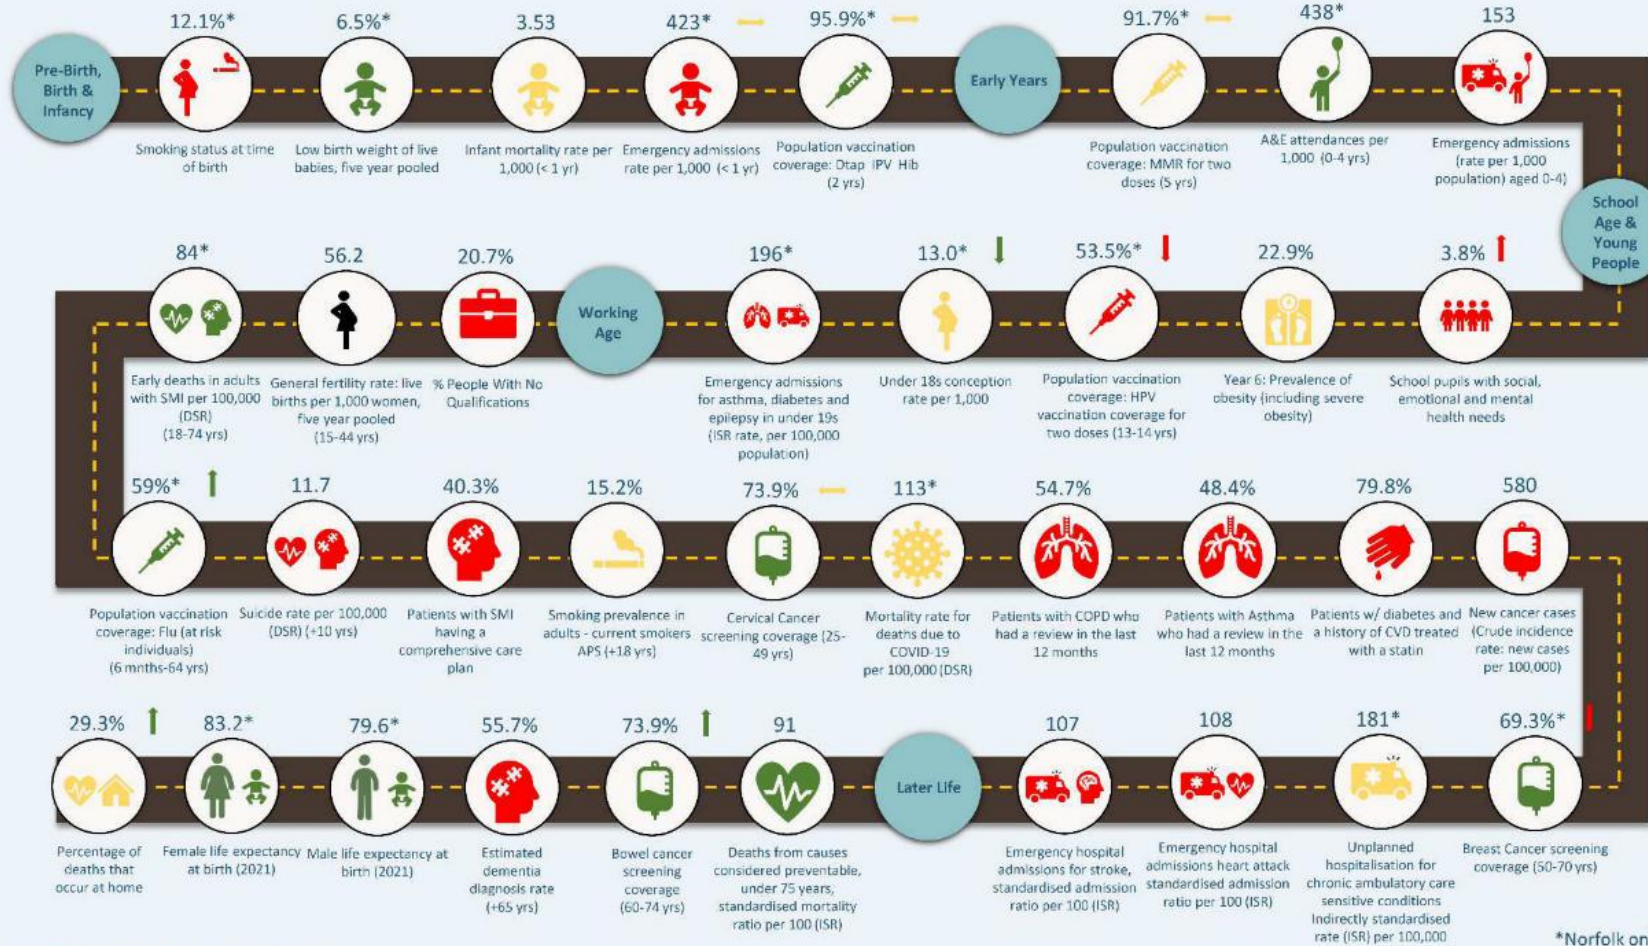 12.1%*
6.5%*
3.53
423*
95.9%*
91.7%*
438*
153
Pre-Birth,
Birth &
Infancy
Early Years
Smoking status at time
of birth
Low birth weight of live
babies, five year pooled
Infant mortality rate per
1,000 (< 1 yr)
Emergency admissions
rate per 1,000 (< 1 yr)
Population vaccination
coverage: Dtap IPV Hib
(2 yrs)
Population vaccination
coverage: MMR for two
doses (5 yrs)
A&E attendances per
1,000 (0-4 yrs)
Emergency admissions
(rate per 1,000
population) aged 0-4)
School
Age &
Young
People
84*
56.2
20.7%
196*
13.0*
53.5%*
22.9%
3.8%
Working
Age
Early deaths in adults
with SMI per 100,000
(DSR)
(18-74 yrs)
General fertility rate: live
births per 1,000 women,
five year pooled
(15-44 yrs)
% People With No
Qualifications
Emergency admissions
for asthma, diabetes and
epilepsy in under 19s
(ISR rate, per 100,000
population)
Under 18s conception
rate per 1,000
Population vaccination
coverage: HPV
vaccination coverage for
two doses (13-14 yrs)
Year 6: Prevalence of
obesity (including severe
obesity)
School pupils with social,
emotional and mental
health needs
59%*
11.7
40.3%
15.2%
73.9%
113*
54.7%
48.4%
79.8%
580
Population vaccination
coverage: Flu (at risk
individuals)
(6 mnths-64 yrs)
Suicide rate per 100,000
(DSR) (+10 yrs)
Patients with SMI
having a
comprehensive care
plan
Smoking prevalence in
adults - current smokers
APS (+18 yrs)
Cervical Cancer
screening coverage (25-
49 yrs)
Mortality rate for
deaths due to
COVID-19
per 100,000 (DSR)
Patients with COPD who
had a review in the last
12 months
Patients with Asthma
who had a review in the
last 12 months
Patients w/ diabetes and
a history of CVD treated
with a statin
New cancer cases
(Crude incidence
rate: new cases
per 100,000)
29.3%
83.2*
79.6*
55.7%
73.9%
91
107
108
181*
69.3%*
Later Life
Percentage of
deaths that
occur at home
Female life expectancy
at birth (2021)
Male life expectancy at
birth (2021)
Estimated
dementia
diagnosis rate
(+65 yrs)
Bowel cancer
screening
coverage
(60-74 yrs)
Deaths from causes
considered preventable,
under 75 years,
standardised mortality
ratio per 100 (ISR)
Emergency hospital
admissions for stroke,
standardised admission
ratio per 100 (ISR)
Emergency hospital
admissions heart attack
standardised admission
ratio per 100 (ISR)
Unplanned
hospitalisation for
chronic ambulatory care
sensitive conditions
Indirectly standardised
rate (ISR) per 100,000
Breast Cancer screening
coverage (50-70 yrs)
*Norfolk on